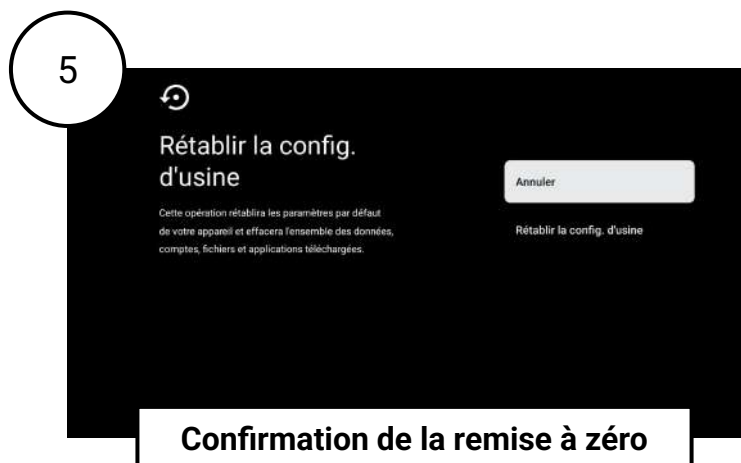 5
Rétablir la config.
d'usine
Cette opération rétablira les paramètres par défaut
de votre appareil et effacera l'ensemble des données,
comptes, fichiers et applications téléchargées.
Annuler
Rétablir la config. d'usine
Confirmation de la remise à zéro